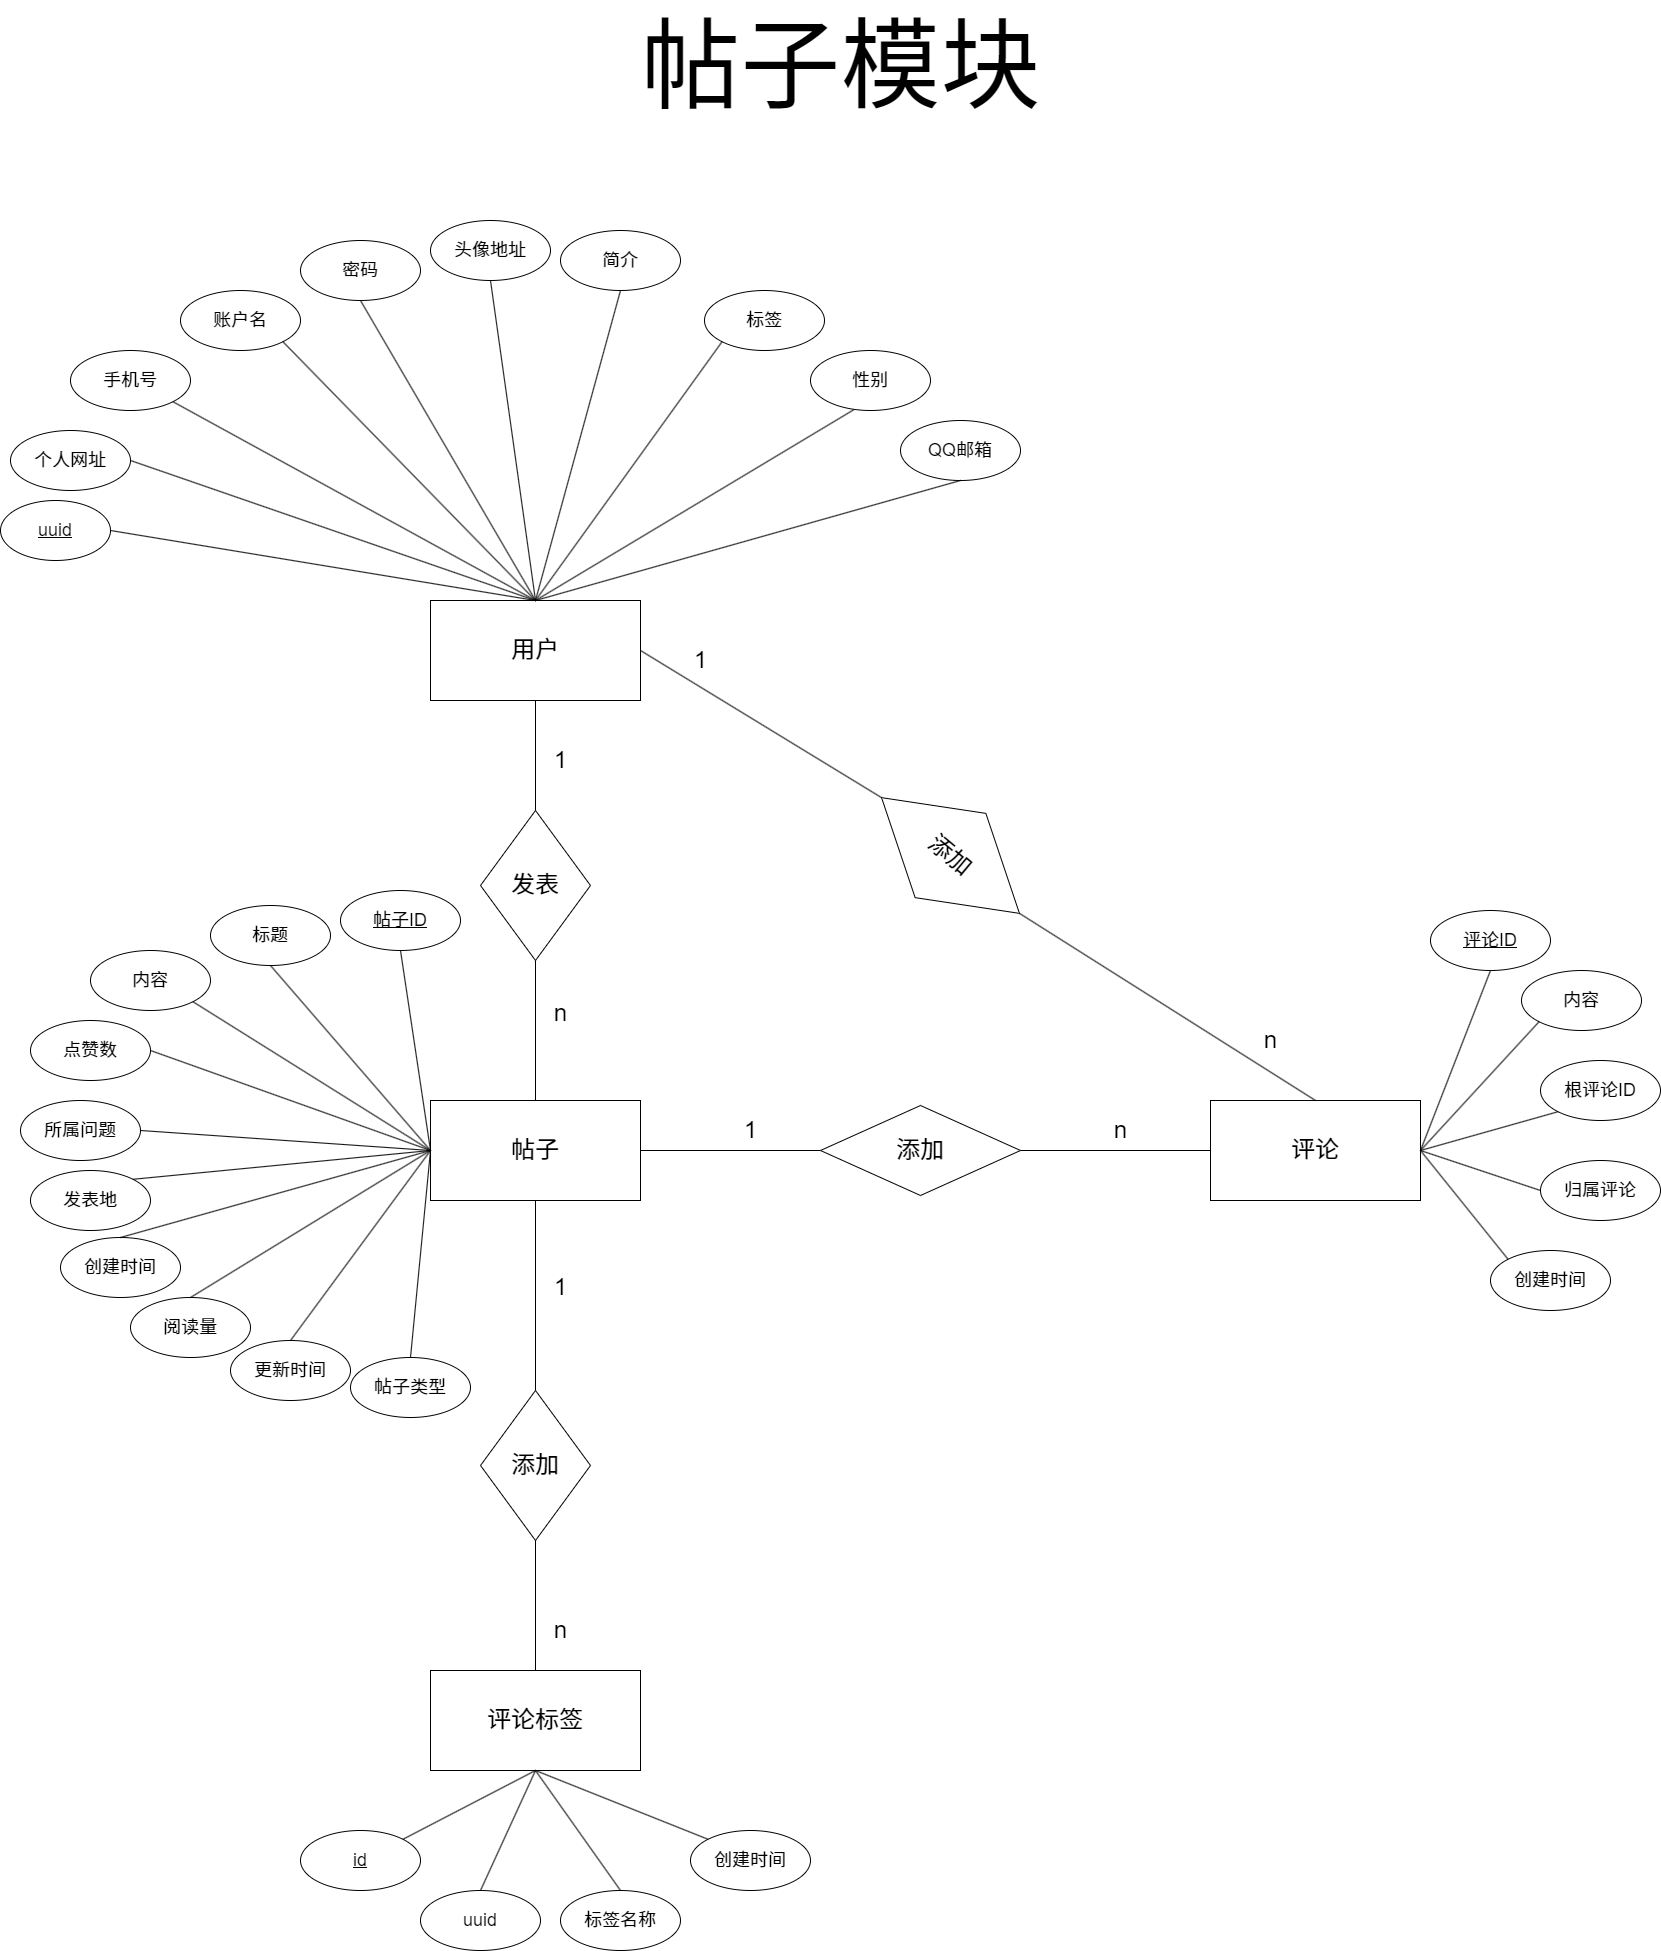 帖子模块
头像地址
简介
密码
账户名
标签
手机号
性别
QQ邮箱
个人网址
uuid
用户
1
1
添加
发表
帖子ID
标题
内容
点赞数
所属问题
发表地
创建时间
阅读量
更新时间
帖子类型
n
n
帖子
1
添加
n
评论
评论ID
内容
根评论ID
归属评论
创建时间
1
添加
n
评论标签
id
uuid
标签名称
创建时间